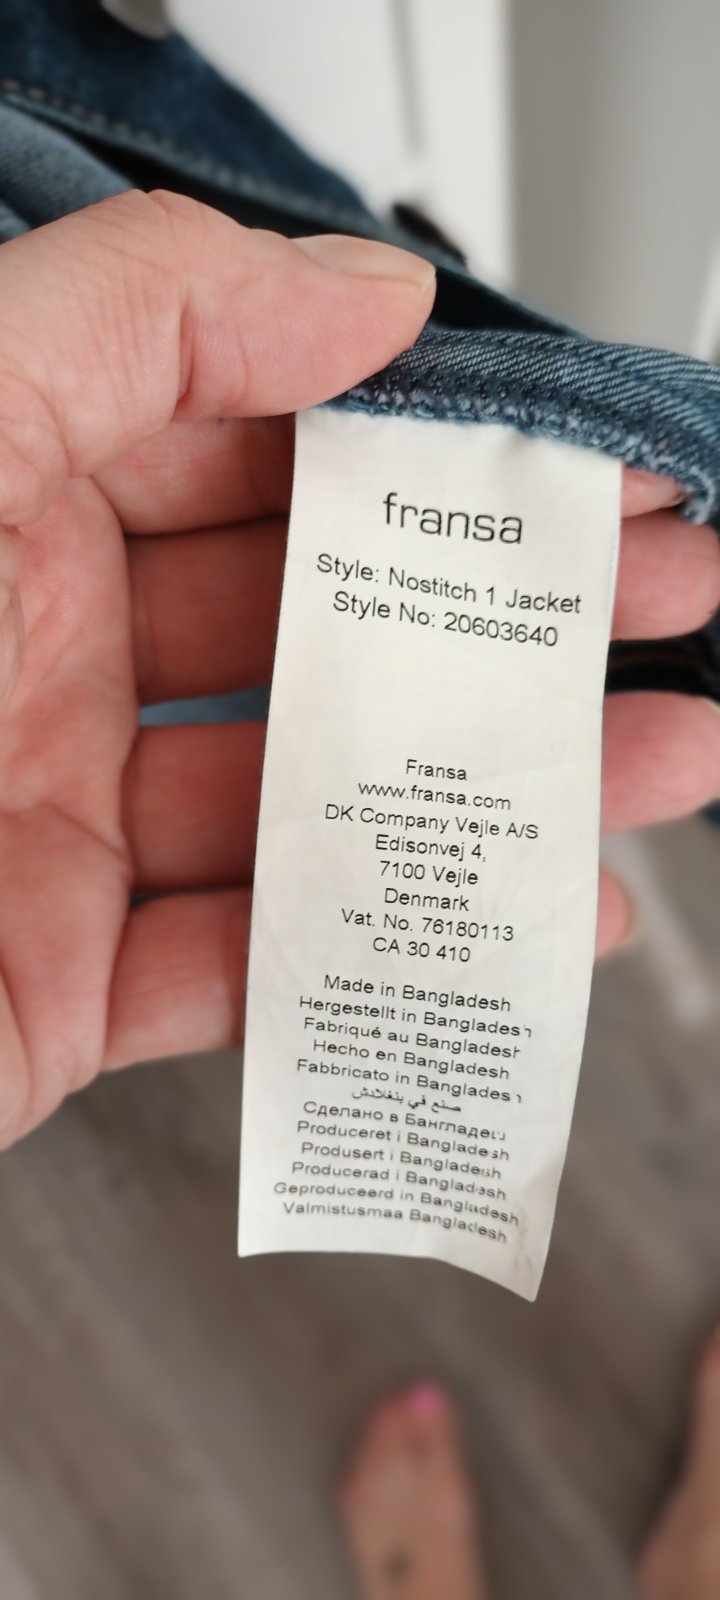 fransa
Style: Nostitch 1 Jacket
Style No: 20603640
Fransa
www.fransa.com
DK Company Vejle A/S
Edisonvej 4,
7100 Vejle
Denmark
Vat. No. 76180113
CA 30 410
Made in Bangladesh
Hergestellt in Bangladesh
Fabriqué au Bangladesh
Hecho en Bangladesh
Fabbricato in Bangladesh
صنع في بنغلادش
Сделано в Бангладеш
Produceret i Bangladesh
Produsert i Bangladesh
Producerad i Bangladesh
Geproduceerd in Bangladesh
Valmistusmaa Bangladesh